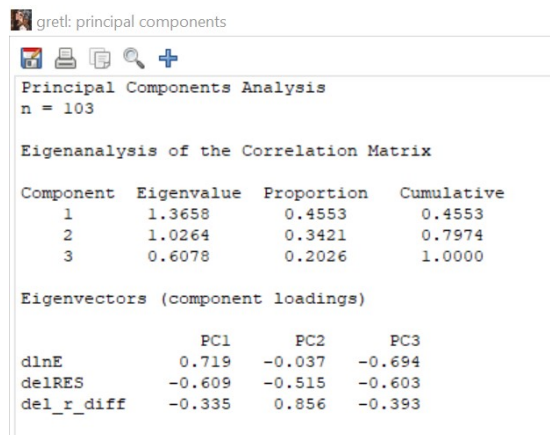 gretl: principal components
Principal Components Analysis
n = 103
Eigenanalysis of the Correlation Matrix
Component Eigenvalue Proportion Cumulative
1 1.3658 0.4553 0.4553
2 1.0264 0.3421 0.7974
3 0.6078 0.2026 1.0000
Eigenvectors (component loadings)
PC1 PC2 PC3
dlnE 0.719 -0.037 -0.694
delRES -0.609 -0.515 -0.603
del_r_diff -0.335 0.856 -0.393